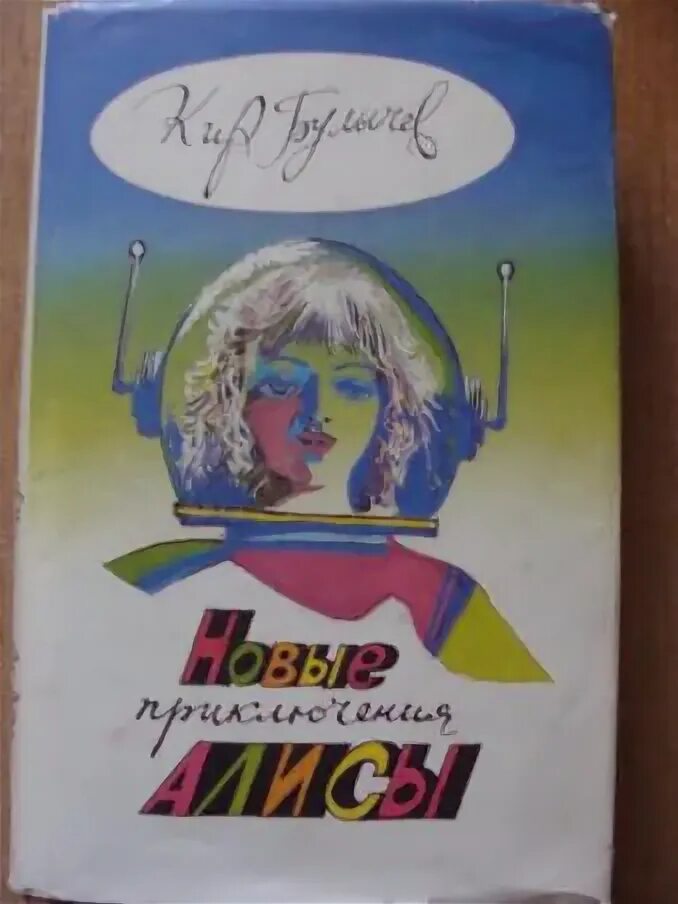 Кир Булычев
Новые
приключения
АЛИСЫ